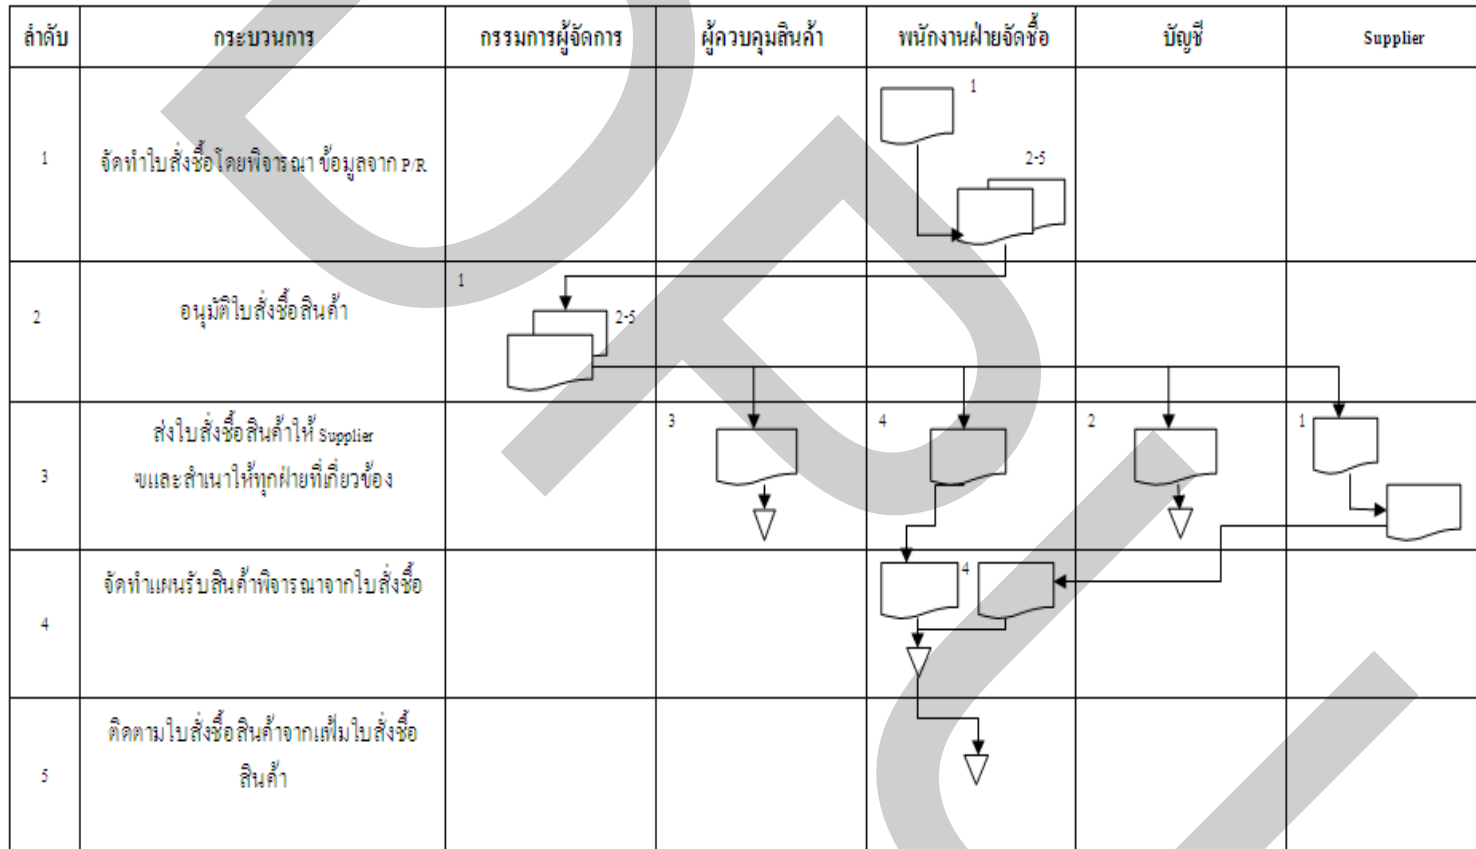 ลำดับ กระบวนการ กรรมการผู้จัดการ ผู้ควบคุมสินค้า พนักงานฝ่ายจัดซื้อ บัญชี Supplier
1
2-5
1 จัดทำใบสั่งซื้อโดยพิจารณา ข้อมูลจาก P/R
1
2 อนุมัติใบสั่งซื้อสินค้า 2-5
ส่งใบสั่งซื้อสินค้าให้ Supplier
3 4 2 1
3 ฃและสำเนาให้ทุกฝ่ายที่เกี่ยวข้อง
จัดทำแผนรับสินค้าพิจารณาจากใบสั่งซื้อ 4
4
ติดตามใบสั่งซื้อสินค้าจากแฟ้มใบสั่งซื้อ
5 สินค้า